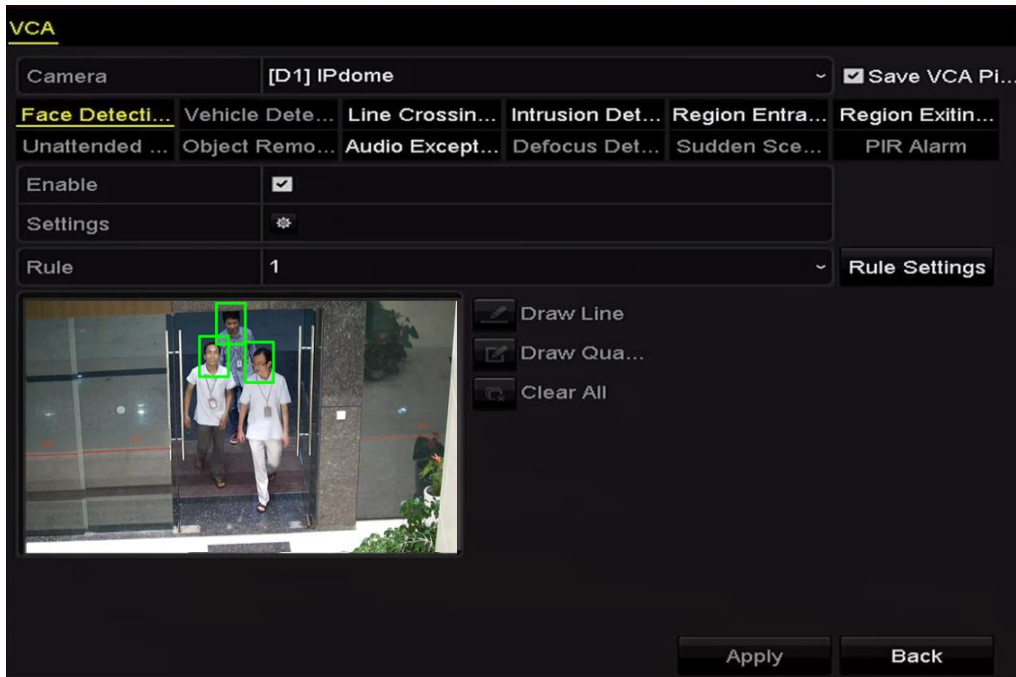 VCA
Camera [D1] IPdome Save VCA Pi...
Face Detecti... Vehicle Dete... Line Crossin... Intrusion Det... Region Entra... Region Exitin...
Unattended ... Object Remo... Audio Except... Defocus Det... Sudden Sce... PIR Alarm
Enable
Settings
Rule 1 Rule Settings
Draw Line
Draw Qua...
Clear All
Apply Back